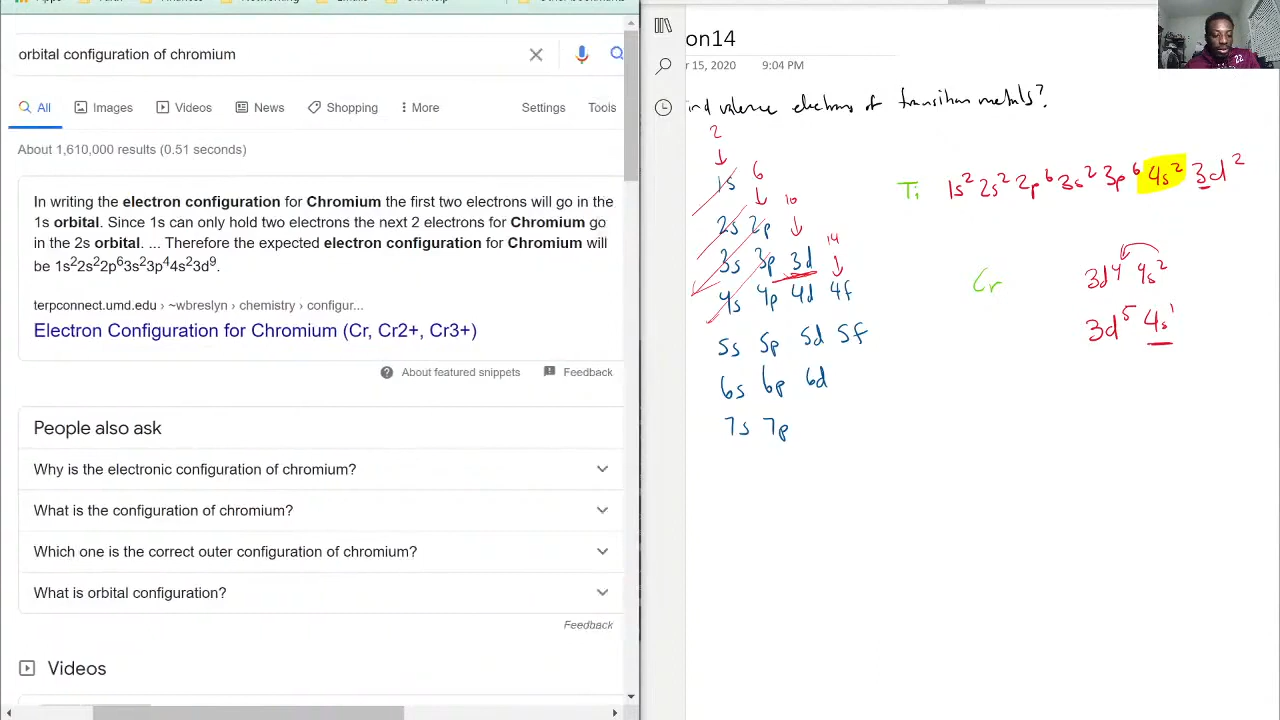 orbital configuration of chromium
All Images Videos News Shopping More Settings Tools
About 1,610,000 results (0.51 seconds)
In writing the electron configuration for Chromium the first two electrons will go in the
1s orbital. Since 1s can only hold two electrons the next 2 electrons for Chromium go
in the 2s orbital. ... Therefore the expected electron configuration for Chromium will
be 1s²2s²2p⁶3s²3p⁴4s²3d⁹.
terpconnect.umd.edu › ~wbreslyn › chemistry › configur...
Electron Configuration for Chromium (Cr, Cr2+, Cr3+)
About featured snippets Feedback
People also ask
Why is the electronic configuration of chromium?
What is the configuration of chromium?
Which one is the correct outer configuration of chromium?
What is orbital configuration?
Feedback
Videos
on14
r 15, 2020 9:04 PM
ind valence electrons of transition metals?
2
6
10
14
1s
2s 2p
3s 3p 3d
4s 4p 4d 4f
5s 5p 5d 5f
6s 6p 6d
7s 7p
Ti 1s² 2s² 2p⁶ 3s² 3p⁶ 4s² 3d²
Cr 3d⁴ 4s²
3d⁵ 4s¹
22